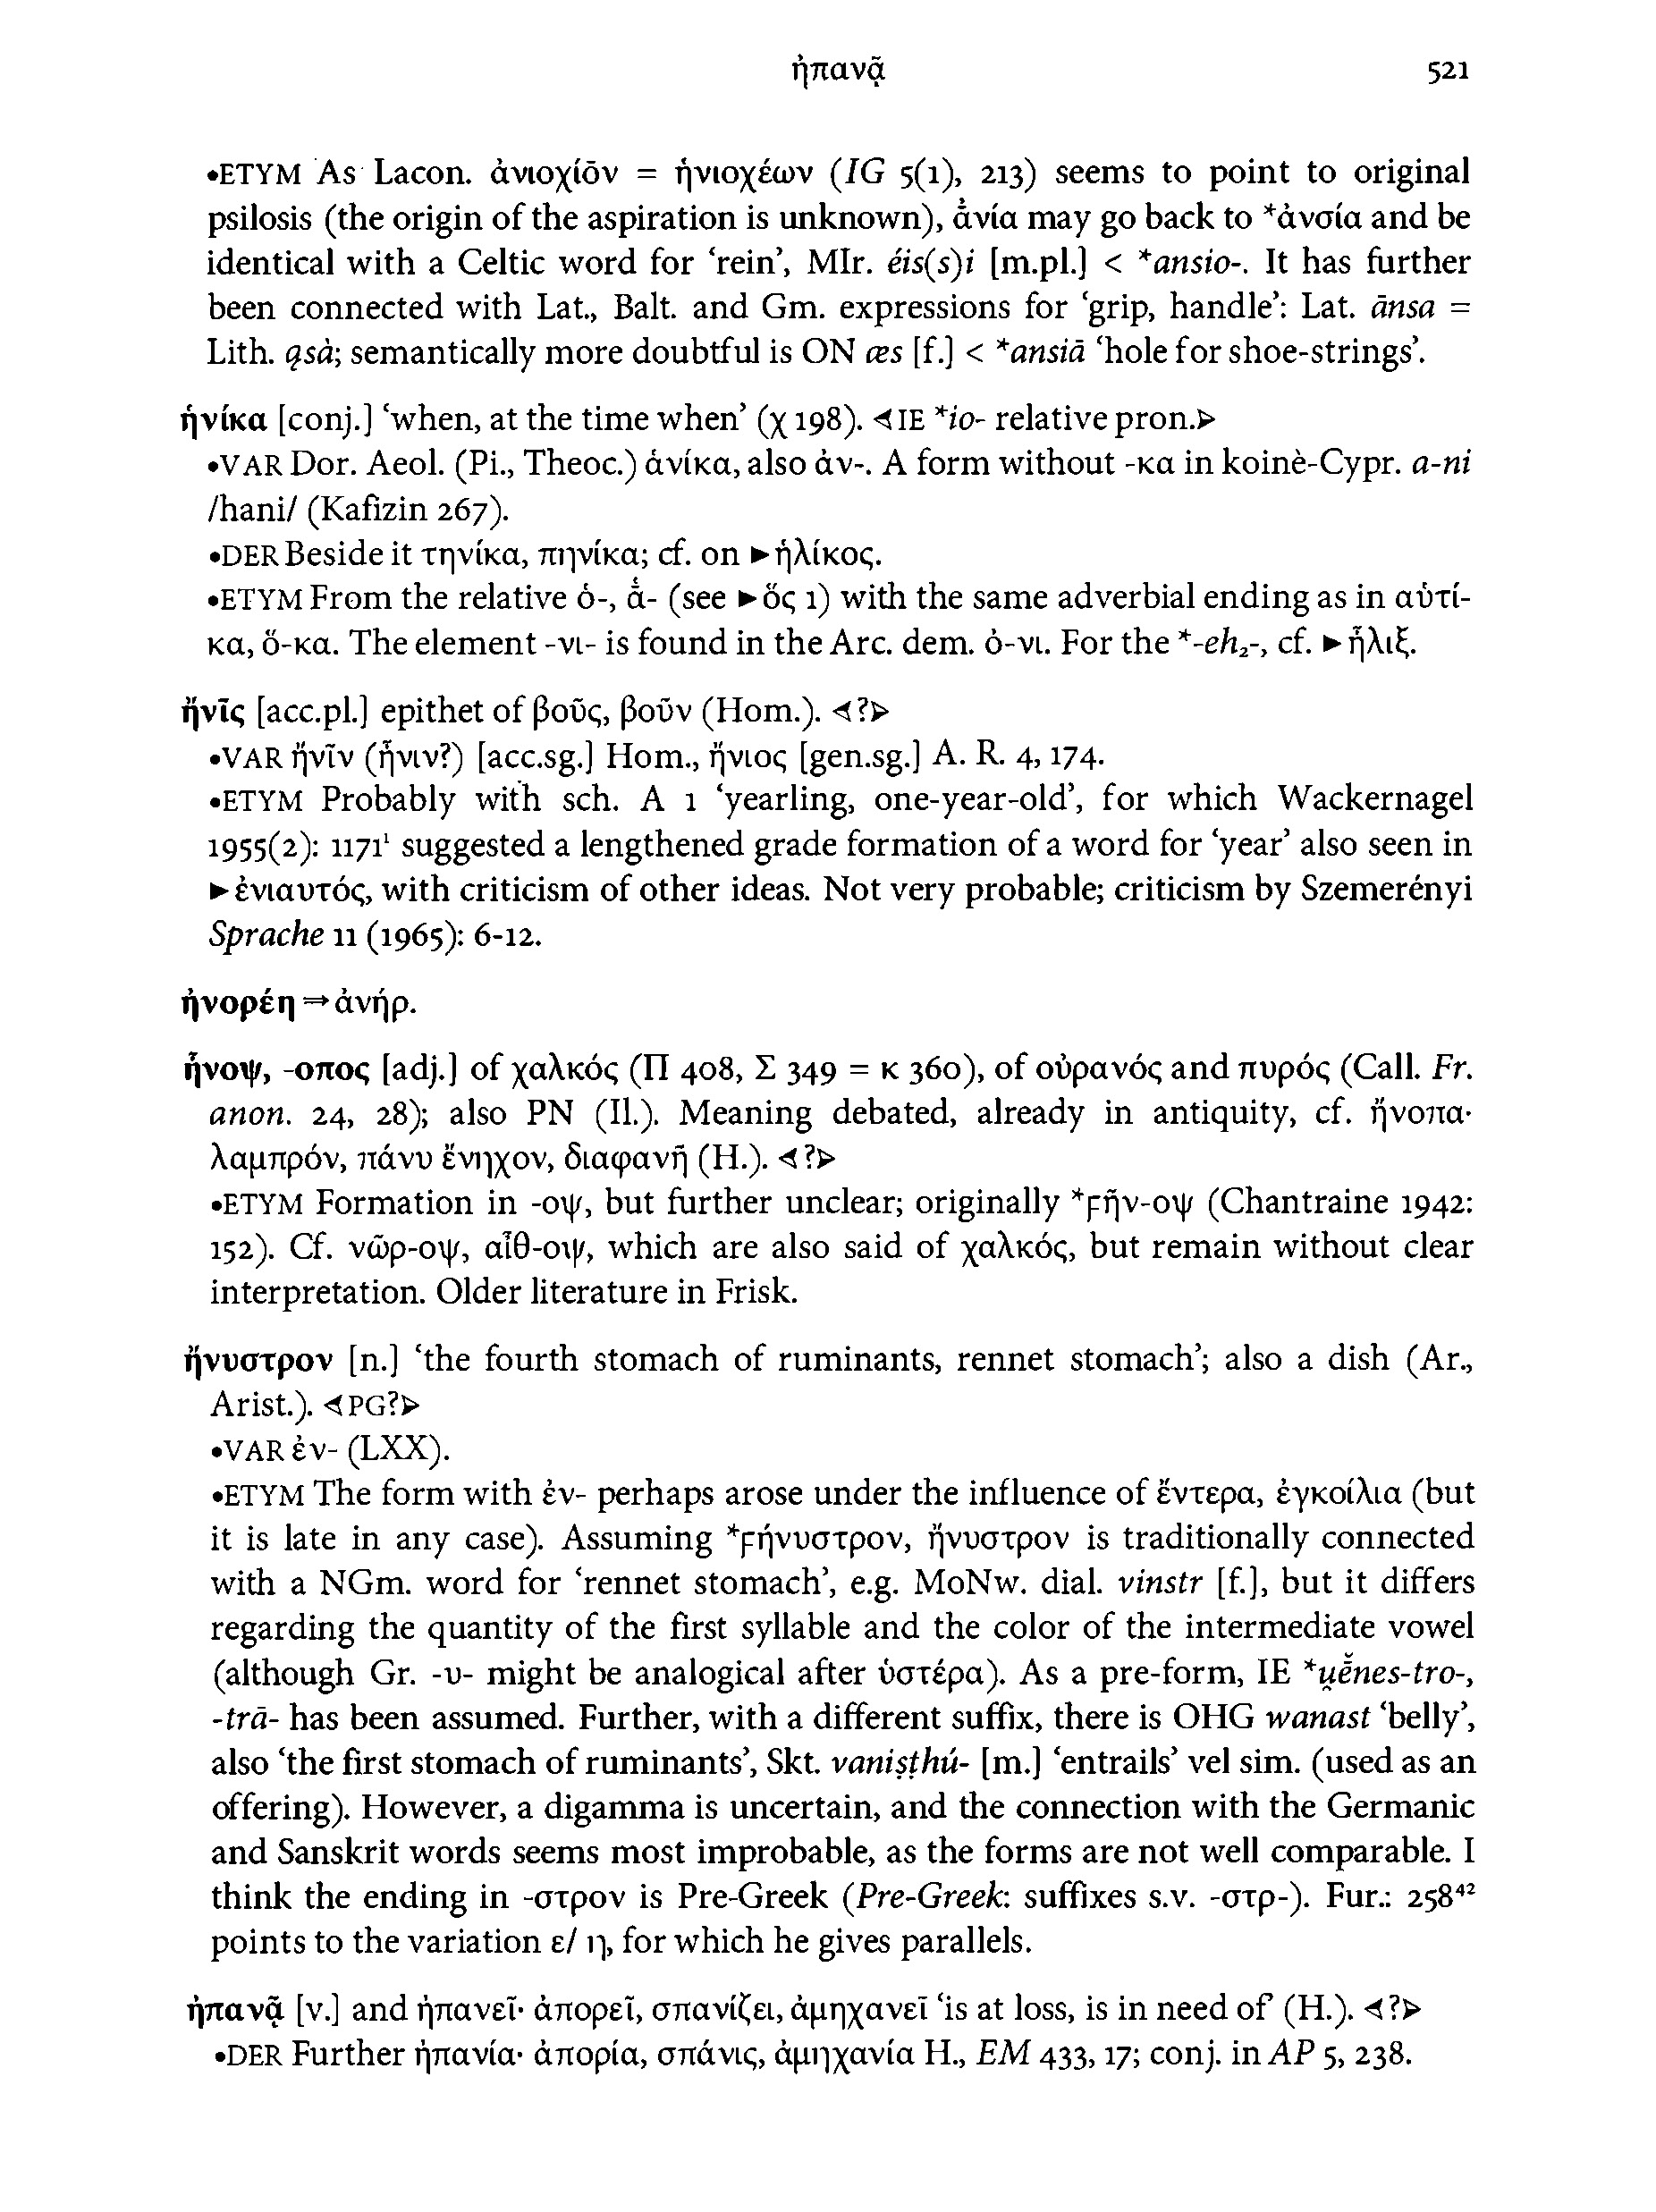 ἠπανᾷ 521
•ETYM As Lacon. ἀνιοχίōν = ἡνιοχέων (IG 5(1), 213) seems to point to original
psilosis (the origin of the aspiration is unknown), ἀ̄νία may go back to *ἀνσία and be
identical with a Celtic word for ‘rein’, MIr. éis(s)i [m.pl.] < *ansio-. It has further
been connected with Lat., Balt. and Gm. expressions for ‘grip, handle’: Lat. ānsa =
Lith. ąsà; semantically more doubtful is ON æs [f.] < *ansiā ‘hole for shoe-strings’.
ἡνίκα [conj.] ‘when, at the time when’ (χ 198). ◁IE *io- relative pron.▷
•VAR Dor. Aeol. (Pi., Theoc.) ἁνίκα, also ἀν-. A form without -κα in koinè-Cypr. a-ni
/hani/ (Kafizin 267).
•DER Beside it τηνίκα, πηνίκα; cf. on ►ἡλίκος.
•ETYM From the relative ὁ-, ἁ̄- (see ►ὅς 1) with the same adverbial ending as in αὐτί-
κα, ὅ-κα. The element -νι- is found in the Arc. dem. ὀ-νι. For the *-eh₂-, cf. ►ἧλιξ.
ἤνῑς [acc.pl.] epithet of βοῦς, βοῦν (Hom.). ◁?▷
•VAR ἤνῑν (ἦνιν?) [acc.sg.] Hom., ἤνιος [gen.sg.] A. R. 4, 174.
•ETYM Probably with sch. A 1 ‘yearling, one-year-old’, for which Wackernagel
1955(2): 1171¹ suggested a lengthened grade formation of a word for ‘year’ also seen in
►ἐνιαυτός, with criticism of other ideas. Not very probable; criticism by Szemerényi
Sprache 11 (1965): 6-12.
ἠνορέη ⇒ἀνήρ.
ἦνοψ, -οπος [adj.] of χαλκός (Π 408, Σ 349 = κ 360), of οὐρανός and πυρός (Call. Fr.
anon. 24, 28); also PN (Il.). Meaning debated, already in antiquity, cf. ἤνοπα·
λαμπρόν, πάνυ ἔνηχον, διαφανῆ (H.). ◁?▷
•ETYM Formation in -οψ, but further unclear; originally *ϝῆν-οψ (Chantraine 1942:
152). Cf. νῶρ-οψ, αἶθ-οψ, which are also said of χαλκός, but remain without clear
interpretation. Older literature in Frisk.
ἤνυστρον [n.] ‘the fourth stomach of ruminants, rennet stomach’; also a dish (Ar.,
Arist.). ◁PG?▷
•VAR ἐν- (LXX).
•ETYM The form with ἐν- perhaps arose under the influence of ἔντερα, ἐγκοίλια (but
it is late in any case). Assuming *ϝήνυστρον, ἤνυστρον is traditionally connected
with a NGm. word for ‘rennet stomach’, e.g. MoNw. dial. vinstr [f.], but it differs
regarding the quantity of the first syllable and the color of the intermediate vowel
(although Gr. -υ- might be analogical after ὑστέρα). As a pre-form, IE *u̯ē̆nes-tro-,
-trā- has been assumed. Further, with a different suffix, there is OHG wanast ‘belly’,
also ‘the first stomach of ruminants’, Skt. vaniṣṭhú- [m.] ‘entrails’ vel sim. (used as an
offering). However, a digamma is uncertain, and the connection with the Germanic
and Sanskrit words seems most improbable, as the forms are not well comparable. I
think the ending in -στρον is Pre-Greek (Pre-Greek: suffixes s.v. -στρ-). Fur.: 258⁴²
points to the variation ε/ η, for which he gives parallels.
ἠπανᾷ [v.] and ἠπανεῖ· ἀπορεῖ, σπανίζει, ἀμηχανεῖ ‘is at loss, is in need of’ (H.). ◁?▷
•DER Further ἠπανία· ἀπορία, σπάνις, ἀμηχανία H., EM 433, 17; conj. in AP 5, 238.